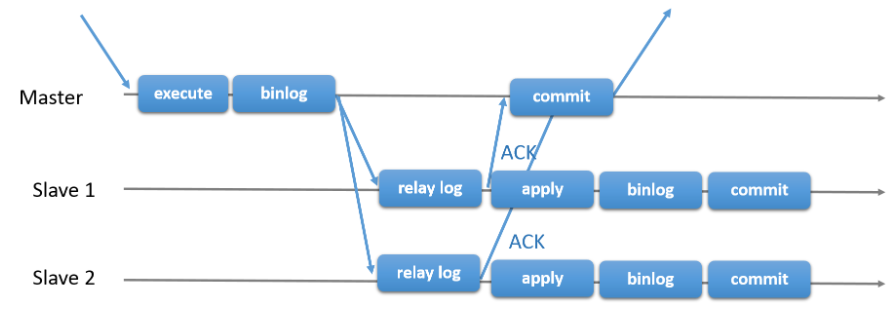 Master execute binlog commit
ACK
Slave 1 relay log apply binlog commit
ACK
Slave 2 relay log apply binlog commit